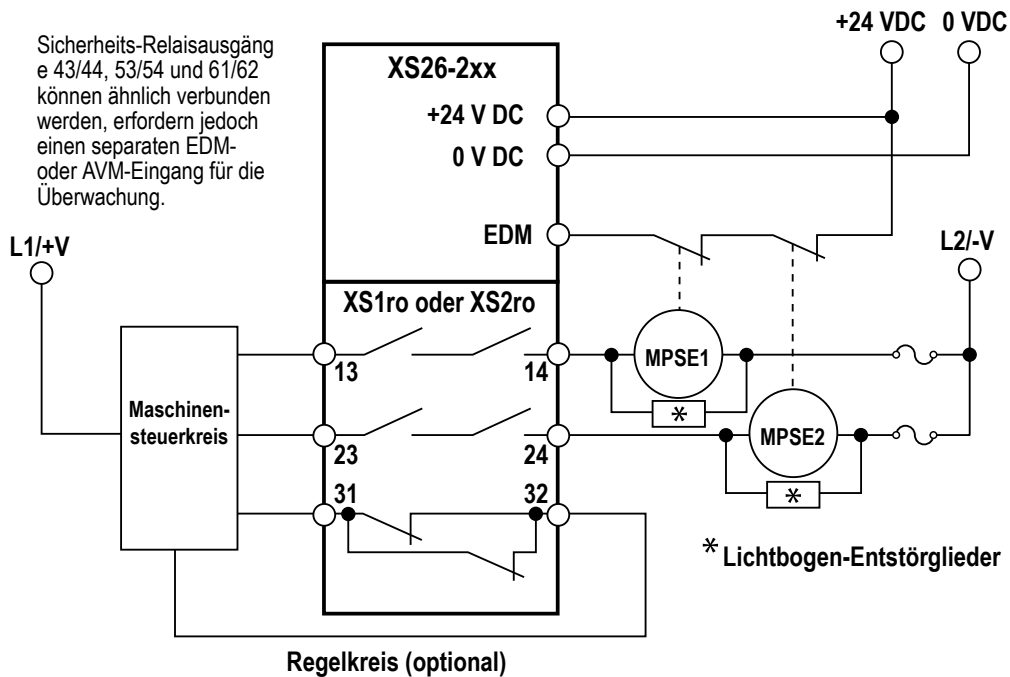 +24 VDC 0 VDC
Sicherheits-Relaisausgäng
e 43/44, 53/54 und 61/62
können ähnlich verbunden
werden, erfordern jedoch
einen separaten EDM-
oder AVM-Eingang für die
Überwachung.
XS26-2xx
+24 V DC
0 V DC
EDM
L1/+V
L2/-V
XS1ro oder XS2ro
13
14
MPSE1
*
Maschinen-
steuerkreis
23
24
MPSE2
*
31
32
* Lichtbogen-Entstörglieder
Regelkreis (optional)